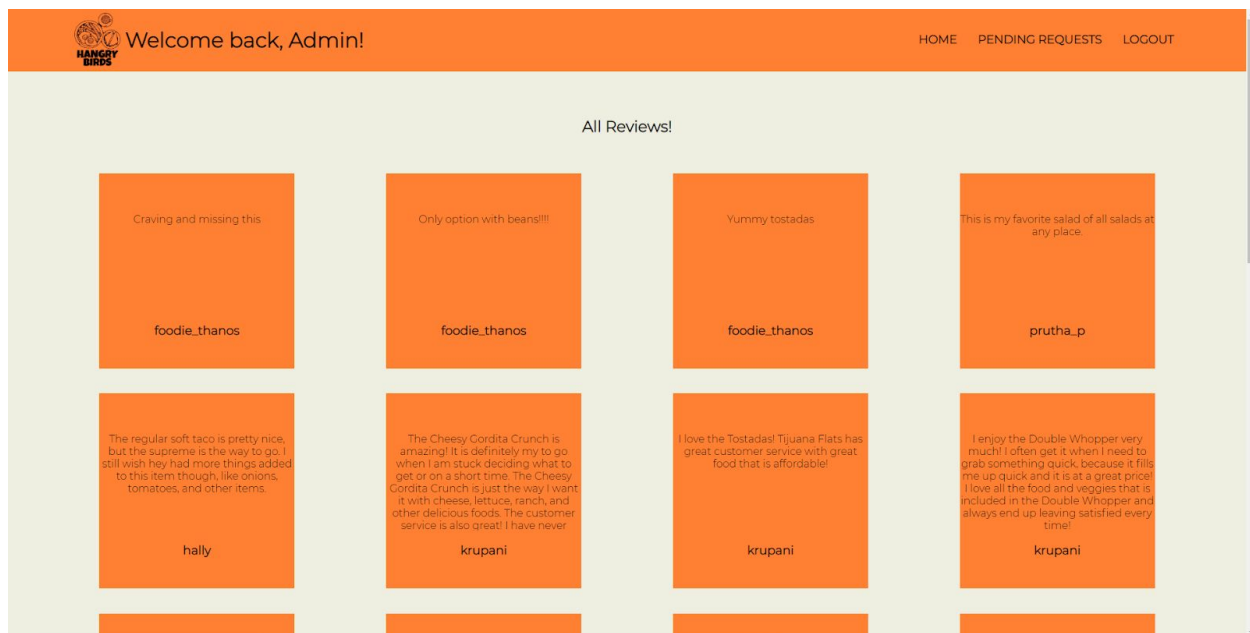 HANGRY
BIRDS
Welcome back, Admin!
HOME PENDING REQUESTS LOGOUT
All Reviews!
Craving and missing this
foodie_thanos
Only option with beans!!!!
foodie_thanos
Yummy tostadas
foodie_thanos
This is my favorite salad of all salads at
any place.
prutha_p
The regular soft taco is pretty nice,
but the supreme is the way to go. I
still wish hey had more things added
to this item though, like onions,
tomatoes, and other items.
hally
The Cheesy Gordita Crunch is
amazing! It is definitely my to go
when I am stuck deciding what to
get or on a short time. The Cheesy
Gordita Crunch is just the way I want
it with cheese, lettuce, ranch, and
other delicious foods. The customer
service is also great! I have never
krupani
I love the Tostadas! Tijuana Flats has
great customer service with great
food that is affordable!
krupani
I enjoy the Double Whopper very
much! I often get it when I need to
grab something quick, because it fills
me up quick and it is at a great price!
I love all the food and veggies that is
included in the Double Whopper and
always end up leaving satisfied every
time!
krupani